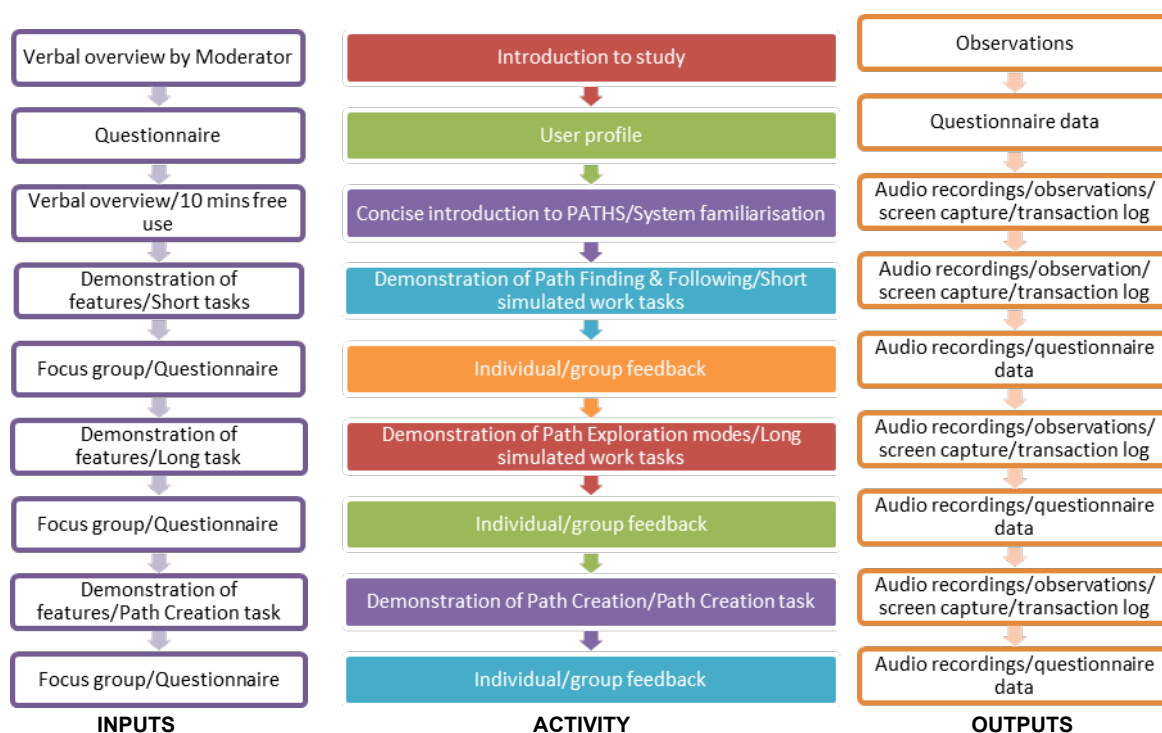 Verbal overview by Moderator
Questionnaire
Verbal overview/10 mins free
use
Demonstration of
features/Short tasks
Focus group/Questionnaire
Demonstration of
features/Long task
Focus group/Questionnaire
Demonstration of
features/Path Creation task
Focus group/Questionnaire
INPUTS
Introduction to study
User profile
Concise introduction to PATHS/System familiarisation
Demonstration of Path Finding & Following/Short
simulated work tasks
Individual/group feedback
Demonstration of Path Exploration modes/Long
simulated work tasks
Individual/group feedback
Demonstration of Path Creation/Path Creation task
Individual/group feedback
ACTIVITY
Observations
Questionnaire data
Audio recordings/observations/
screen capture/transaction log
Audio recordings/observation/
screen capture/transaction log
Audio recordings/questionnaire
data
Audio recordings/observations/
screen capture/transaction log
Audio recordings/questionnaire
data
Audio recordings/observations/
screen capture/transaction log
Audio recordings/questionnaire
data
OUTPUTS